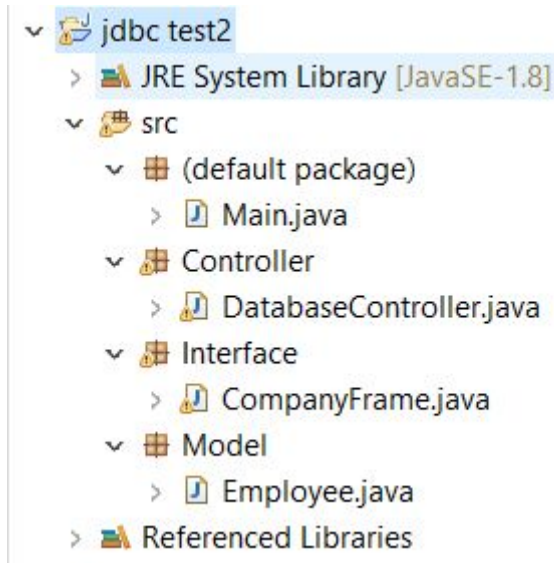 jdbc test2
JRE System Library [JavaSE-1.8]
src
(default package)
Main.java
Controller
DatabaseController.java
Interface
CompanyFrame.java
Model
Employee.java
Referenced Libraries